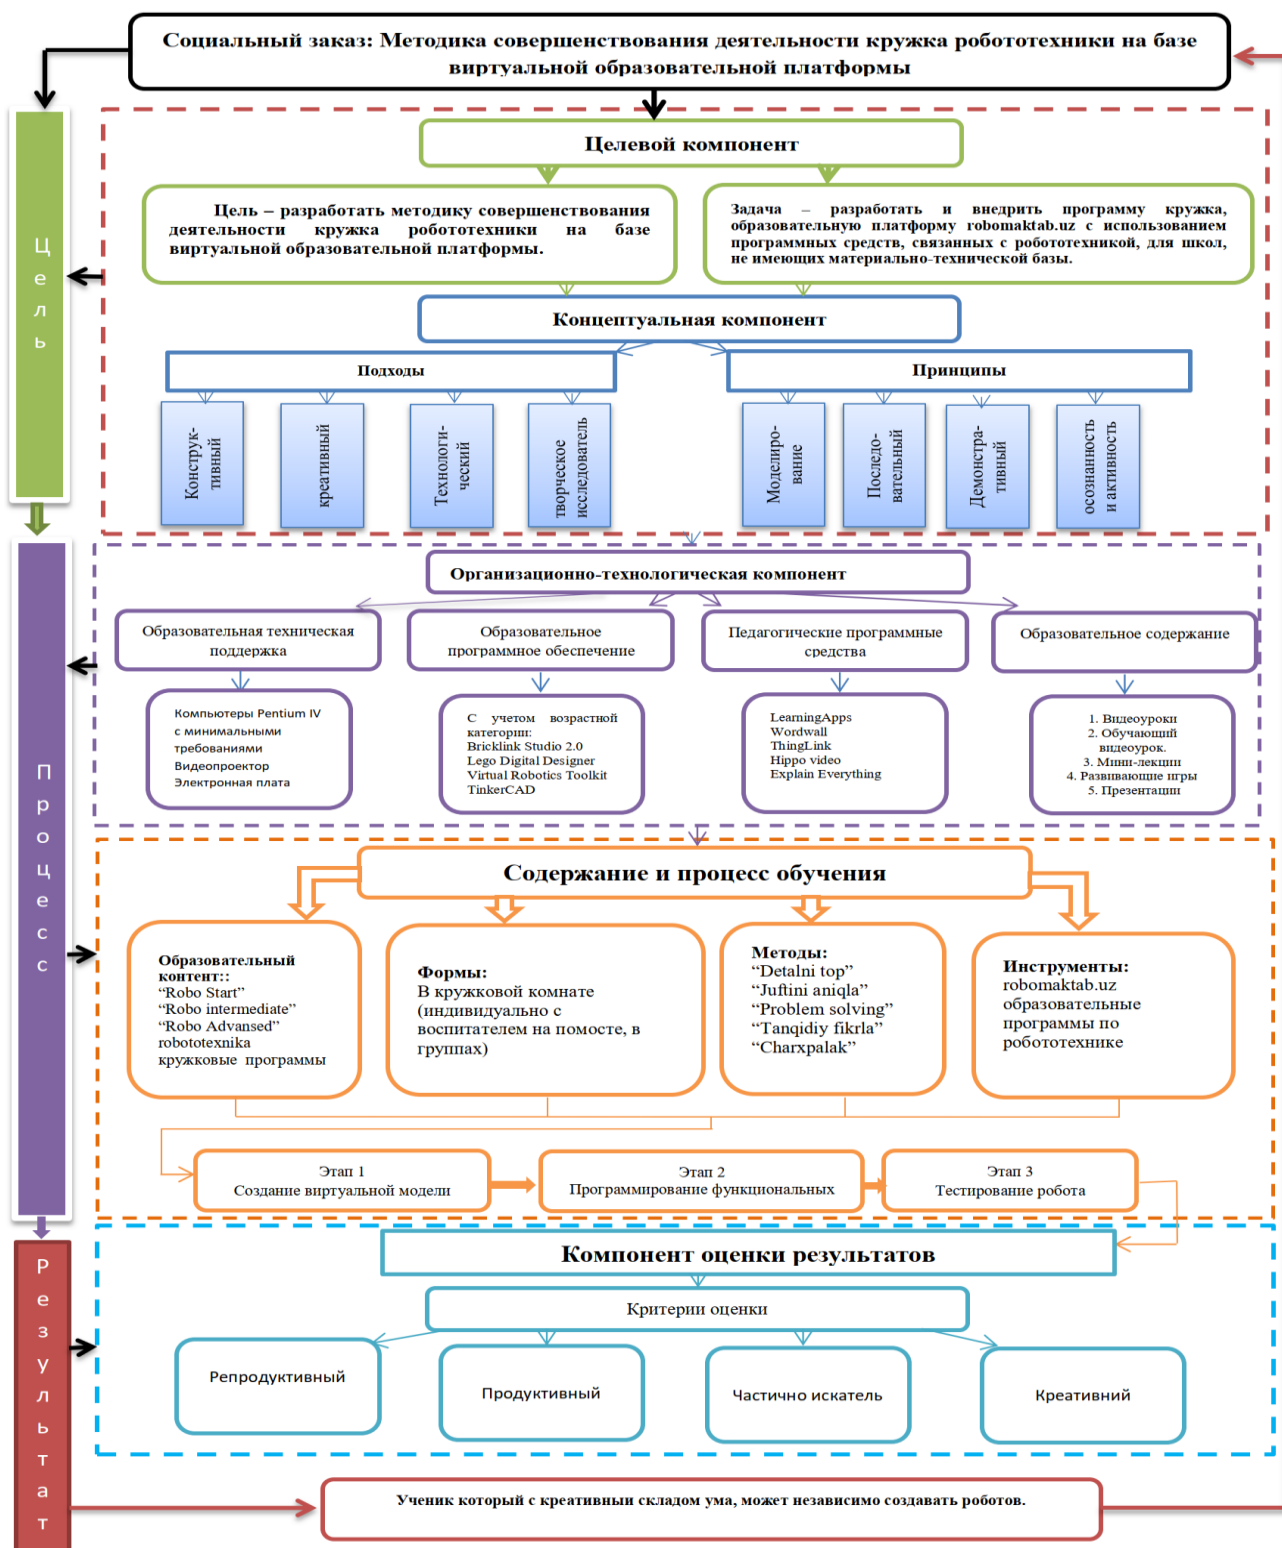 Социальный заказ: Методика совершенствования деятельности кружка робототехники на базе
виртуальной образовательной платформы
Цель
Целевой компонент
Цель – разработать методику совершенствования
деятельности кружка робототехники на базе
виртуальной образовательной платформы.
Задача – разработать и внедрить программу кружка,
образовательную платформу robomaktab.uz с использованием
программных средств, связанных с робототехникой, для школ,
не имеющих материально-технической базы.
Концептуальная компонент
Подходы
Принципы
Конструк-
тивный
креативный
Технологи-
ческий
творческое
исследователь
Моделиро-
вание
Последо-
вательный
Демонстра-
тивный
осознанность
и активность
Процесс
Организационно-технологическая компонент
Образовательная техническая
поддержка
Образовательное
программное обеспечение
Педагогические программные
средства
Образовательное содержание
Компьютеры Pentium IV
с минимальными
требованиями
Видеопроектор
Электронная плата
С учетом возрастной
категории:
Bricklink Studio 2.0
Lego Digital Designer
Virtual Robotics Toolkit
TinkerCAD
LearningApps
Wordwall
ThingLink
Hippo video
Explain Everything
1. Видеоуроки
2. Обучающий
видеоурок.
3. Мини-лекции
4. Развивающие игры
5. Презентации
Содержание и процесс обучения
Образовательный
контент::
“Robo Start”
“Robo intermediate”
“Robo Advansed”
robototexnika
кружковые программы
Формы:
В кружковой комнате
(индивидуально с
воспитателем на помосте, в
группах)
Методы:
“Detalni top”
“Juftini aniqla”
“Problem solving”
“Tanqidiy fikrla”
“Charxpalak”
Инструменты:
robomaktab.uz
образовательные
программы по
робототехнике
Этап 1
Создание виртуальной модели
Этап 2
Программирование функциональных
Этап 3
Тестирование робота
Результат
Компонент оценки результатов
Критерии оценки
Репродуктивный
Продуктивный
Частично искатель
Креативний
Ученик который с креативныи складом ума, может независимо создавать роботов.